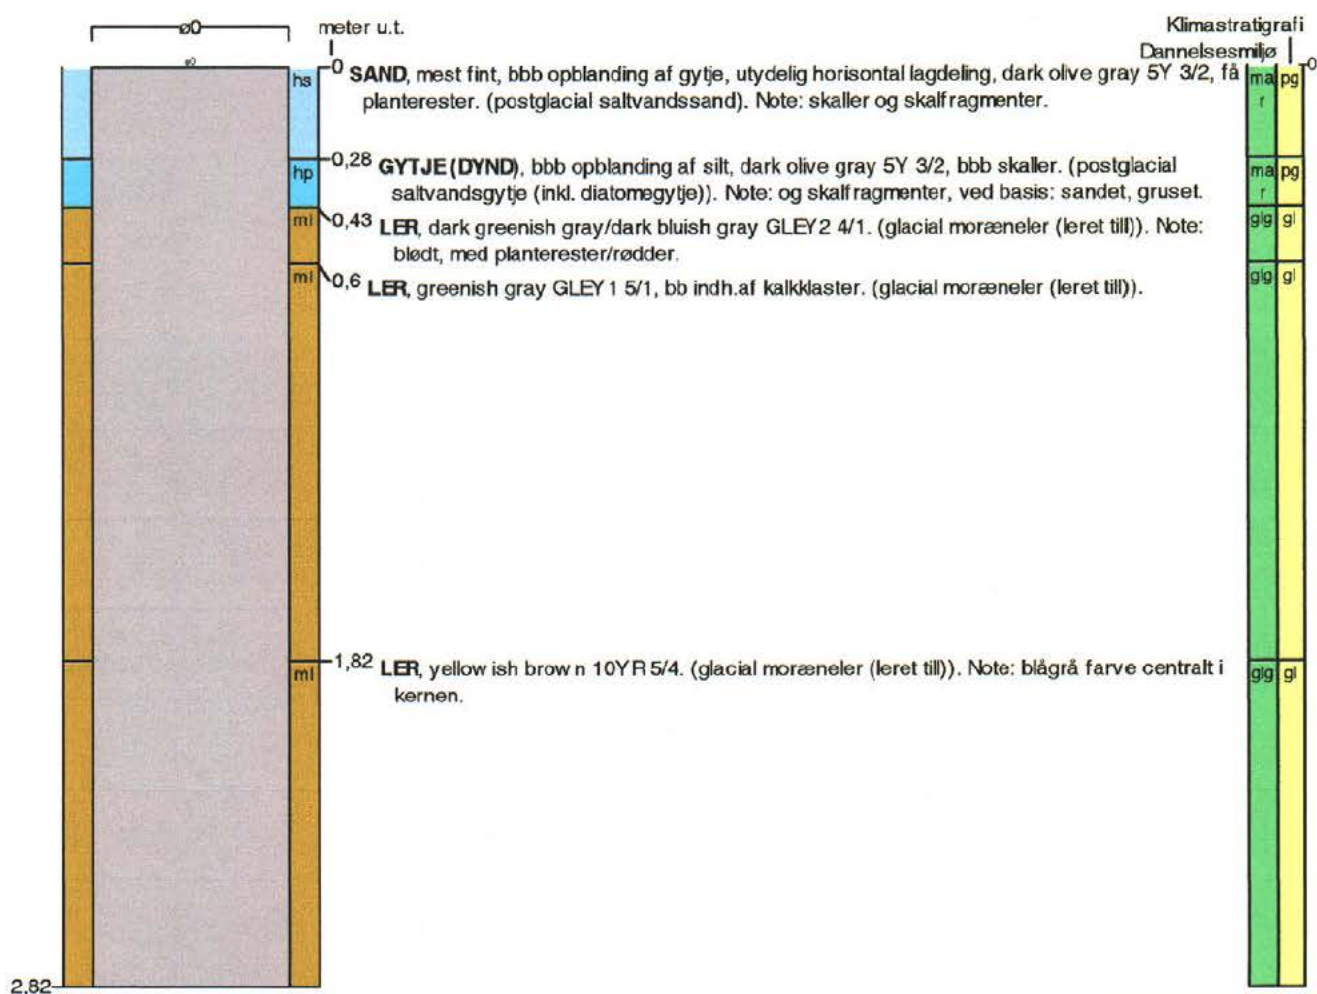 ø0 meter u.t. Klimastratigrafi
Dannelsesmiljø
ø0
0 SAND, mest fint, bbb opblanding af gytje, utydelig horisontal lagdeling, dark olive gray 5Y 3/2, få 0
hs planterester. (postglacial saltvandssand). Note: skaller og skalfragmenter. mar pg
0,28 GYTJE (DYND), bbb opblanding af silt, dark olive gray 5Y 3/2, bbb skaller. (postglacial
hp saltvandsgytje (inkl. diatomegytje)). Note: og skalfragmenter, ved basis: sandet, gruset. mar pg
ml 0,43 LER, dark greenish gray/dark bluish gray GLEY2 4/1. (glacial moræneler (leret till)). Note: glg gl
blødt, med planterester/rødder.
ml 0,6 LER, greenish gray GLEY 1 5/1, bb indh.af kalkklaster. (glacial moræneler (leret till)). glg gl
1,82 LER, yellow ish brow n 10YR 5/4. (glacial moræneler (leret till)). Note: blågrå farve centralt i
ml kernen. glg gl
2,82